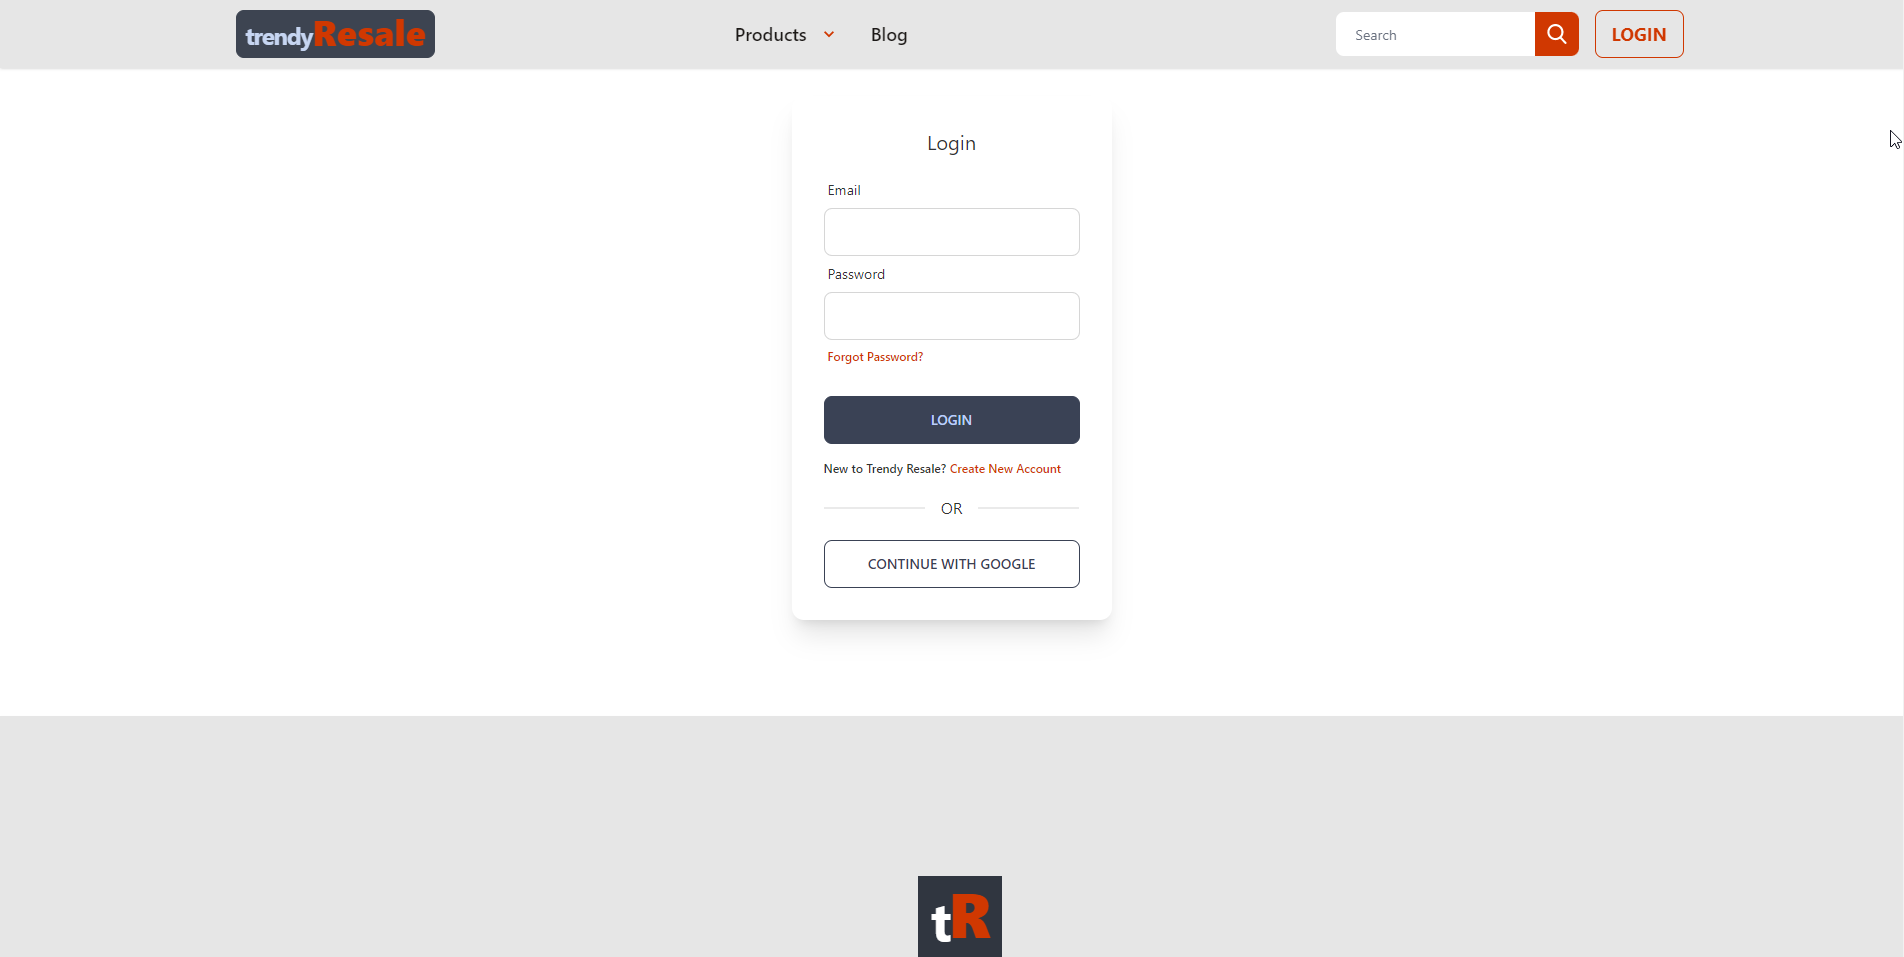 trendyResale
Products
Blog
Search
LOGIN
Login
Email
Password
Forgot Password?
LOGIN
New to Trendy Resale? Create New Account
OR
CONTINUE WITH GOOGLE
tR